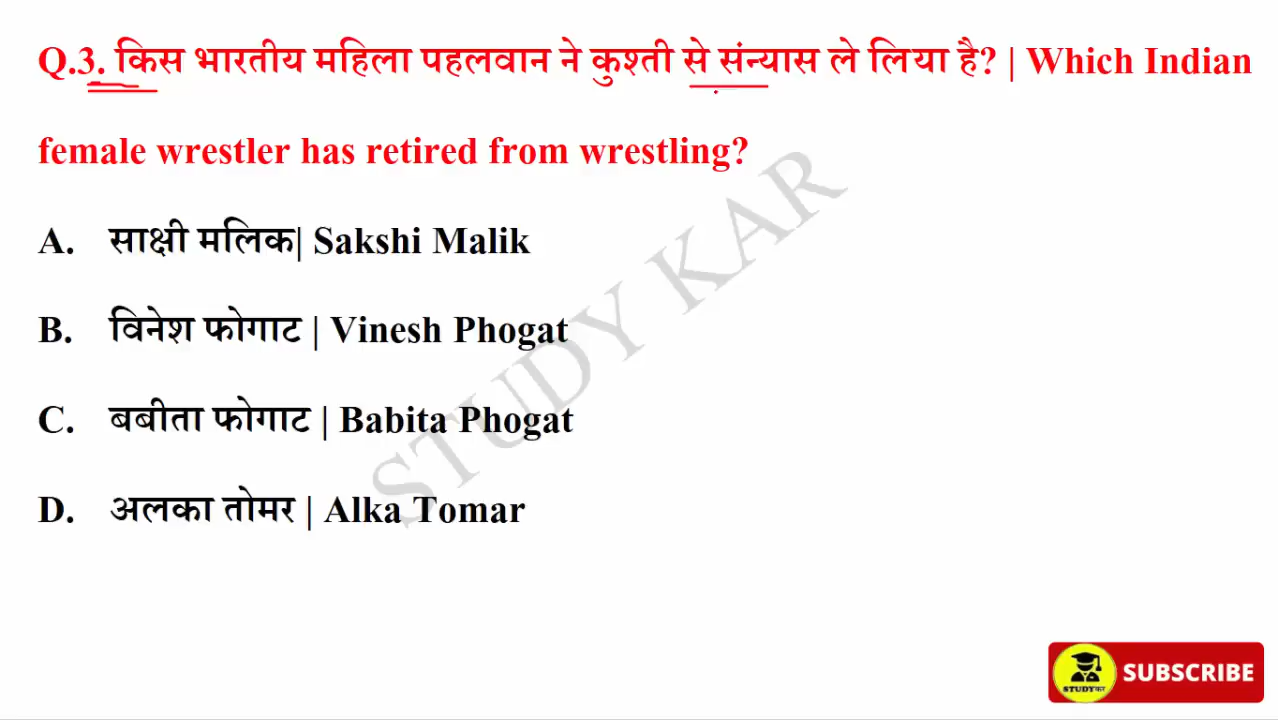 Q.3. किस भारतीय महिला पहलवान ने कुश्ती से संन्यास ले लिया है? | Which Indian
female wrestler has retired from wrestling?
A. साक्षी मलिक| Sakshi Malik
B. विनेश फोगाट | Vinesh Phogat
C. बबीता फोगाट | Babita Phogat
D. अलका तोमर | Alka Tomar
STUDY KAR
STUDYकर
SUBSCRIBE